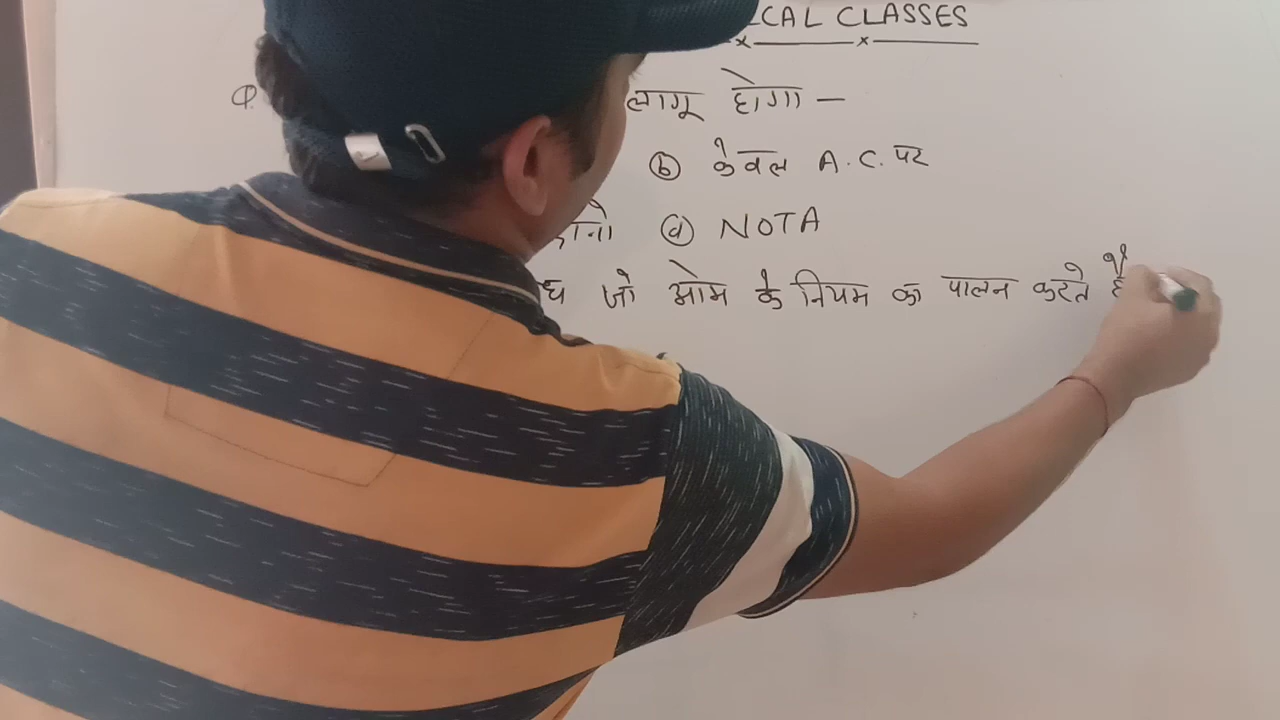 CAL CLASSES
Q. लागू होगा —
(b) केवल A.C. पर
(d) NOTA
जो ओम के नियम का पालन करते